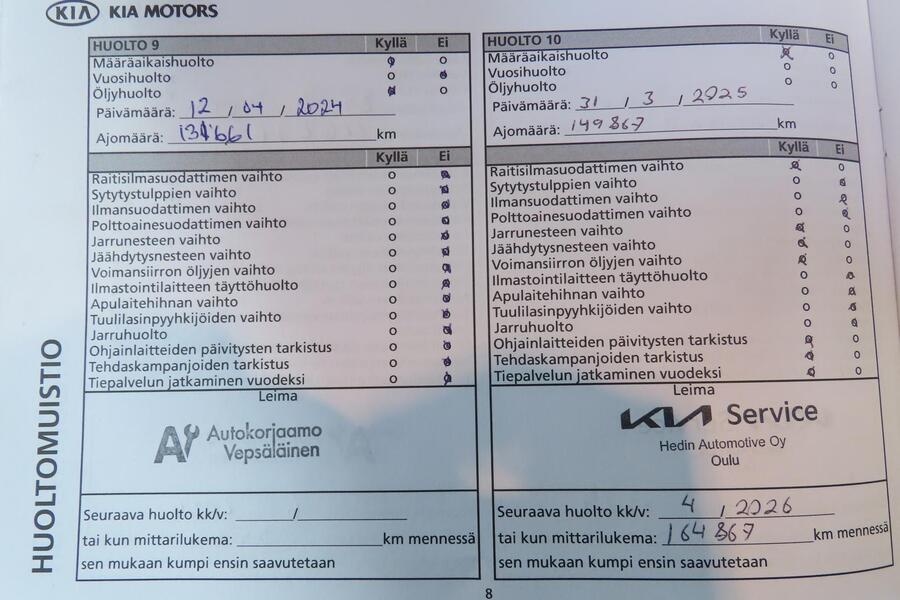 KIA KIA MOTORS
HUOLTO 9 Kyllä Ei
Määräaikaishuolto o o
Vuosihuolto o o
Öljyhuolto o o
Päivämäärä: 12 / 04 / 2024
Ajomäärä: 131661 km
Kyllä Ei
Raitisilmasuodattimen vaihto o o
Sytytystulppien vaihto o o
Ilmansuodattimen vaihto o o
Polttoainesuodattimen vaihto o o
Jarrunesteen vaihto o o
Jäähdytysnesteen vaihto o o
Voimansiirron öljyjen vaihto o o
Ilmastointilaitteen täyttöhuolto o o
Apulaitehihnan vaihto o o
Tuulilasinpyyhkijöiden vaihto o o
Jarruhuolto o o
Ohjainlaitteiden päivitysten tarkistus o o
Tehdaskampanjoiden tarkistus o o
Tiepalvelun jatkaminen vuodeksi o o
Leima
Autokorjaamo
Vepsäläinen
Seuraava huolto kk/v: /
tai kun mittarilukema: km mennessä
sen mukaan kumpi ensin saavutetaan
HUOLTO 10 Kyllä Ei
Määräaikaishuolto o o
Vuosihuolto o o
Öljyhuolto o o
Päivämäärä: 31 / 3 / 2025
Ajomäärä: 149867 km
Kyllä Ei
Raitisilmasuodattimen vaihto o o
Sytytystulppien vaihto o o
Ilmansuodattimen vaihto o o
Polttoainesuodattimen vaihto o o
Jarrunesteen vaihto o o
Jäähdytysnesteen vaihto o o
Voimansiirron öljyjen vaihto o o
Ilmastointilaitteen täyttöhuolto o o
Apulaitehihnan vaihto o o
Tuulilasinpyyhkijöiden vaihto o o
Jarruhuolto o o
Ohjainlaitteiden päivitysten tarkistus o o
Tehdaskampanjoiden tarkistus o o
Tiepalvelun jatkaminen vuodeksi o o
Leima
KIA Service
Hedin Automotive Oy
Oulu
Seuraava huolto kk/v: 4 / 2026
tai kun mittarilukema: 164867 km mennessä
sen mukaan kumpi ensin saavutetaan
HUOLTOMUISTIO
8